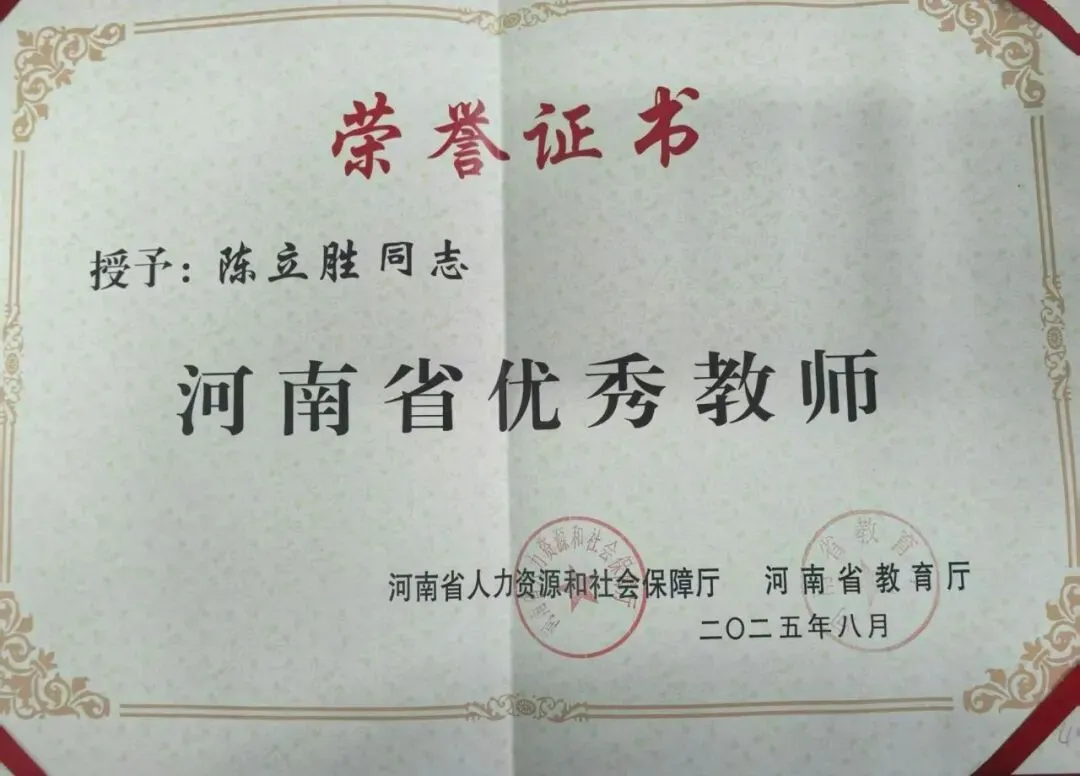 荣誉证书
授予：陈立胜同志
河南省优秀教师
河南省人力资源和社会保障厅 河南省教育厅
二〇二五年八月